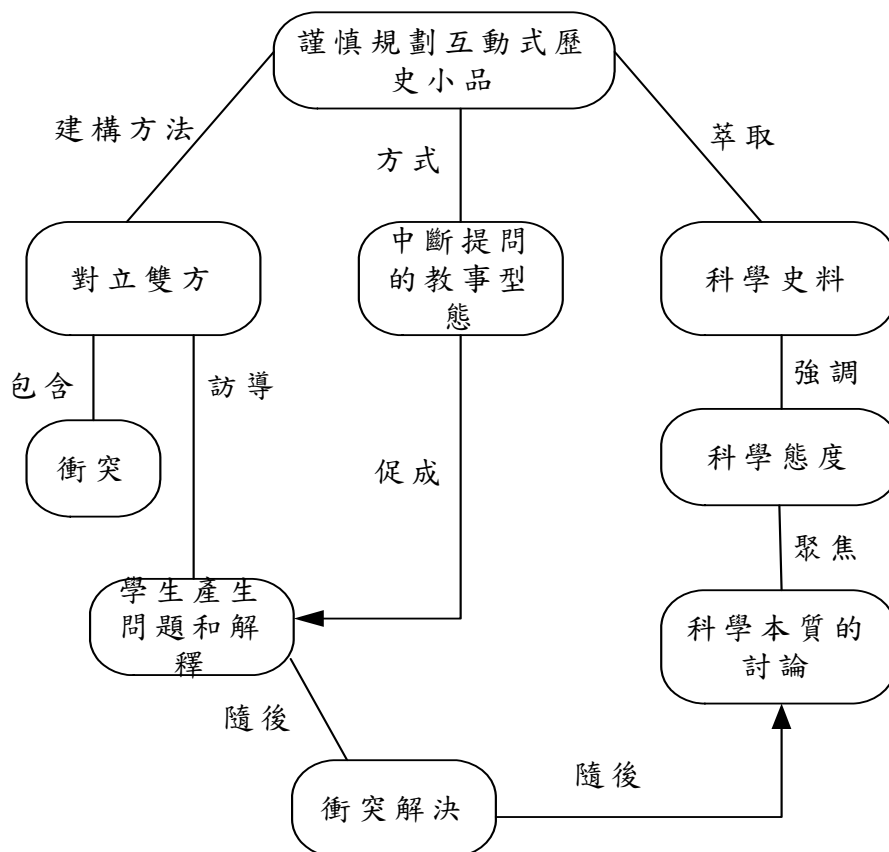 謹慎規劃互動式歷
史小品
建構方法
方式
萃取
對立雙方
中斷提問
的教事型
態
科學史料
包含
訪導
強調
衝突
促成
科學態度
聚焦
學生產生
問題和解
釋
科學本質的
討論
隨後
衝突解決
隨後